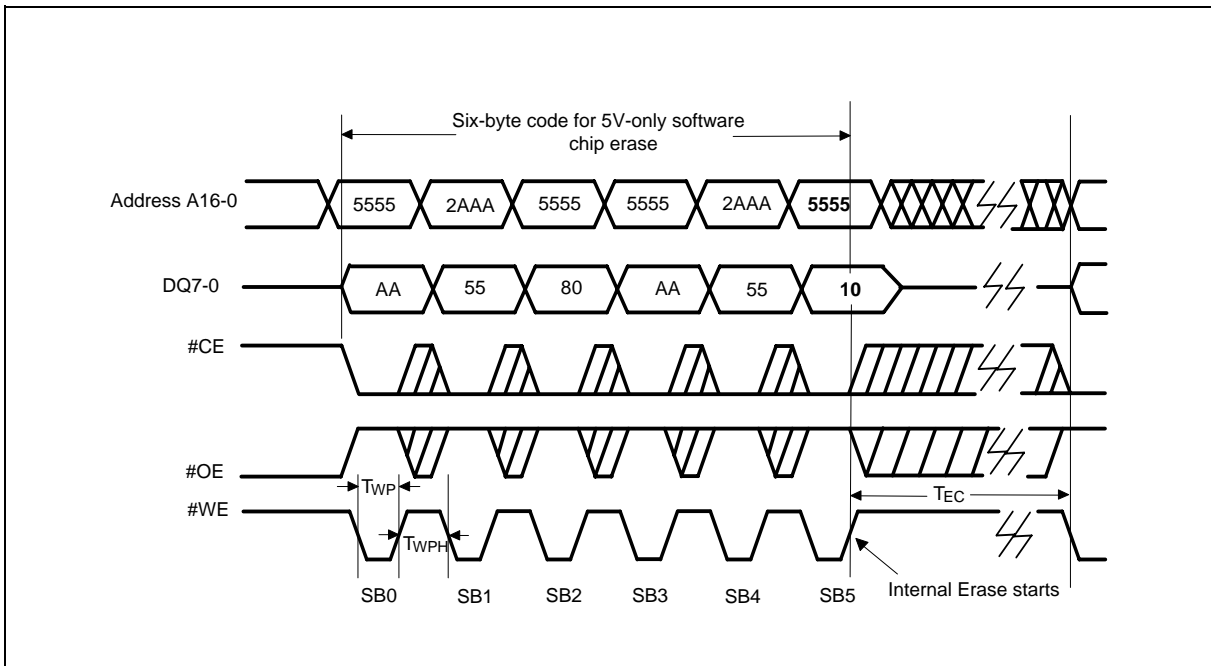 Six-byte code for 5V-only software
chip erase
Address A16-0
5555 2AAA 5555 5555 2AAA 5555
DQ7-0
AA 55 80 AA 55 10
#CE
#OE
TWP
TEC
#WE
TWPH
SB0 SB1 SB2 SB3 SB4 SB5
Internal Erase starts